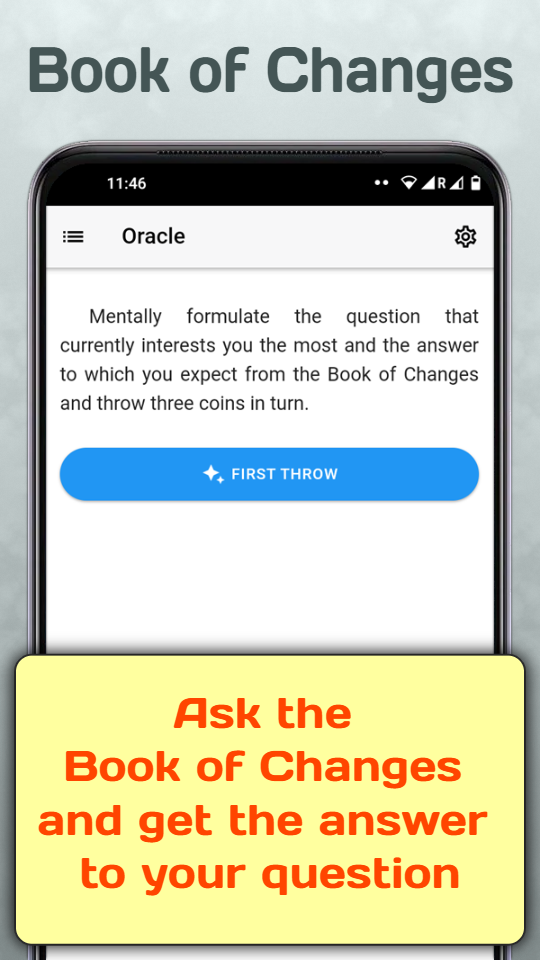 Book of Changes
11:46
R
Oracle
Mentally formulate the question that
currently interests you the most and the answer
to which you expect from the Book of Changes
and throw three coins in turn.
FIRST THROW
Ask the
Book of Changes
and get the answer
to your question